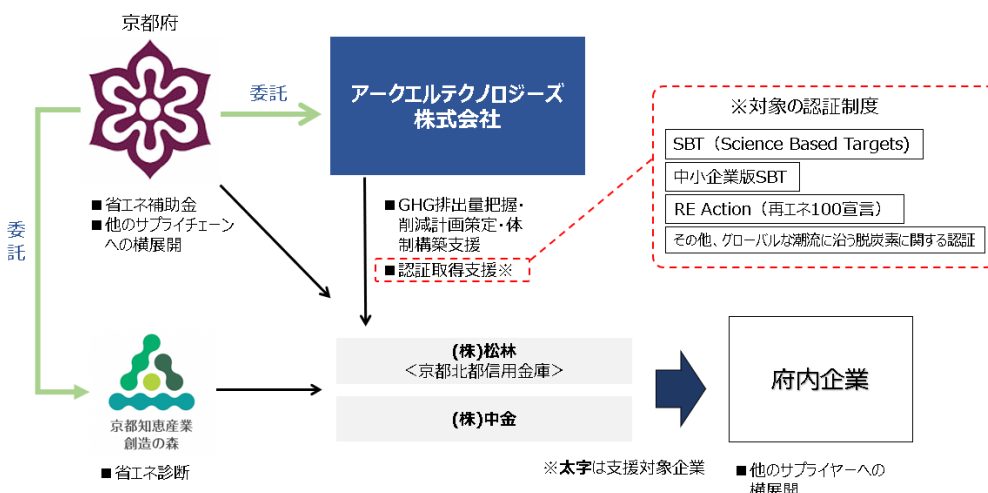 京都府
委託
アークエルテクノロジーズ
株式会社
※対象の認証制度
SBT（Science Based Targets)
中小企業版SBT
RE Action（再エネ100宣言）
その他、グローバルな潮流に沿う脱炭素に関する認証
■省エネ補助金
■他のサプライチェーン
への横展開
■GHG排出量把握・
削減計画策定・体
制構築支援
■認証取得支援※
委託
(株)松林
＜京都北都信用金庫＞
(株)中金
府内企業
京都知恵産業
創造の森
■省エネ診断
※太字は支援対象企業
■他のサプライヤーへの
横展開